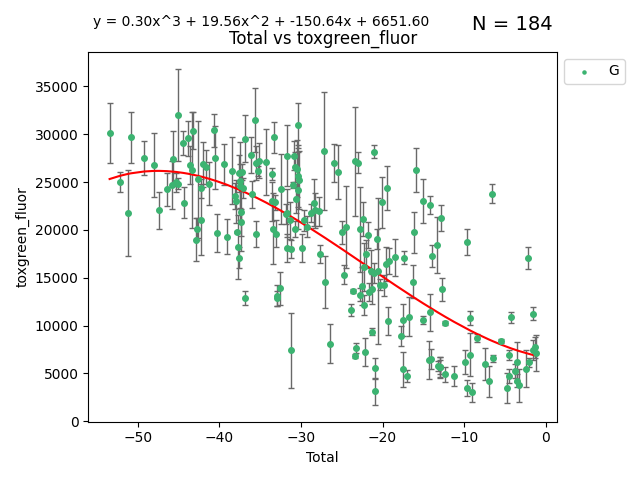 y = 0.30x^3 + 19.56x^2 + -150.64x + 6651.60
N = 184
Total vs toxgreen_fluor
G
toxgreen_fluor
35000
30000
25000
20000
15000
10000
5000
0
−50
−40
−30
−20
−10
0
Total